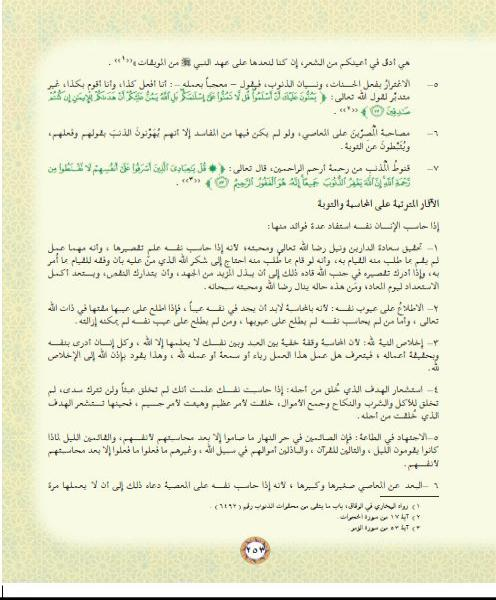 هي أدق في أعينكم من الشعر، إن كنا لنعدها على عهد النبي ﷺ من الموبقات»(١).
٥– الاغترارُ بفعل الحسنات، ونسيان الذنوب، فيقول – معجباً بعمله –: أنا أفعل كذا، وأنا أقوم بكذا، غير
متدبِّر لقول الله تعالى: ﴿ يَمُنُّونَ عَلَيْكَ أَنْ أَسْلَمُوا قُل لَّا تَمُنُّوا عَلَيَّ إِسْلَامَكُم بَلِ اللَّهُ يَمُنُّ عَلَيْكُمْ أَنْ هَدَاكُمْ لِلْإِيمَانِ إِن كُنتُمْ
صَادِقِينَ ﴿١٧﴾ ﴾(٢).
٦– مصاحبة الُمصرِّينَ على المعاصي، ولو لم يكن فيها من المفاسد إلا أنهم يُهَوِّنونَ الذنبَ بقولهم وفعلهم،
ويُثَبِّطونَ عن التوبة.
٧– قنوطُ المُذنب من رحمة أرحم الراحمين، قال تعالى: ﴿ ۞ قُلْ يَا عِبَادِيَ الَّذِينَ أَسْرَفُوا عَلَىٰ أَنفُسِهِمْ لَا تَقْنَطُوا مِن
رَّحْمَةِ اللَّهِ إِنَّ اللَّهَ يَغْفِرُ الذُّنُوبَ جَمِيعًا إِنَّهُ هُوَ الْغَفُورُ الرَّحِيمُ ﴿٥٣﴾ ﴾(٣).
الآثار المترتبة على المحاسبة والتوبة
إذا حاسب الإنسان نفسه استفاد عدة فوائد منها:
١– تحقيق سعادة الدارين ونيل رضا الله تعالى ومحبته، لأنه إذا حاسب نفسه علم تقصيرها ، وأنه مهما عمل
لم يقم بما طلب منه القيام به، وأنه لو قام بما طلب منه احتاج إلى شكر الله الذي منّ عليه بأن وفقه للقيام بما أمر
به، وإذا أدرك تقصيره في جنب الله قاده ذلك إلى أن يبذل المزيد من الجهد، وأن يتدارك النقص، ويستعد أكمل
الاستعداد ليوم المعاد، ومَن هذه حاله ينال رضا الله ومحبته سبحانه.
٢– الاطلاعُ على عيوب نفسه: لأنه بالمحاسبة لابد أن يجد في نفسه عيباً ، فإذا اطلع على عيبها مقتها في ذات الله
تعالى ، وأما من لم يحاسب نفسه لم يطلع على عيوبها ، ومن لم يطلع على عيب نفسه لم يمكنه إزالته.
٣– إخلاص النية لله: لأن المحاسبة وقفة خفية بين العبد وبين نفسك لا يعلمها إلا الله ، وكل إنسان أدرى بنفسه
وبحقيقة أعماله ، فيتعرف هل عمل هذا العمل رياء أو سمعة أو عمله لله ، وهذا يقود بإذن الله إلى الإخلاص
لله.
٤– استشعار الهدف الذي خُلق من أجله: إذا حاسبت نفسك علمت أنك لم تخلق عبثاً ولن تترك سدى، لم
تخلق للأكل والشرب والنكاح وجمع الأموال، خلقت لأمر عظيم وهيئت لأمر جسيم ، فحينها تستشعر الهدف
الذي خُلقت من أجله.
٥–الاجتهاد في الطاعة: فإن الصائمين في حر النهار ما صاموا إلا بعد محاسبتهم لأنفسهم، والقائمين الليل لماذا
كانوا يقومون الليل ، والتالين للقرآن ، والباذلين أموالهم في سبيل الله ، وغيرهم ما فعلوا ما فعلوا إلا بعد محاسبتهم
لأنفسهم.
٦ –البعد عن المعاصي صغيرها وكبيرها ، لأنه إذا حاسب نفسه على المعصية دعاه ذلك إلى أن لا يعملها مرة
١) رواه البخاري في الرقاق، باب ما يتقى من محقرات الذنوب رقم (٦٤٩٢) .
٢) آية ١٧ من سورة الحجرات.
٣) آية ٥٣ من سورة الزمر.
٢٥٣